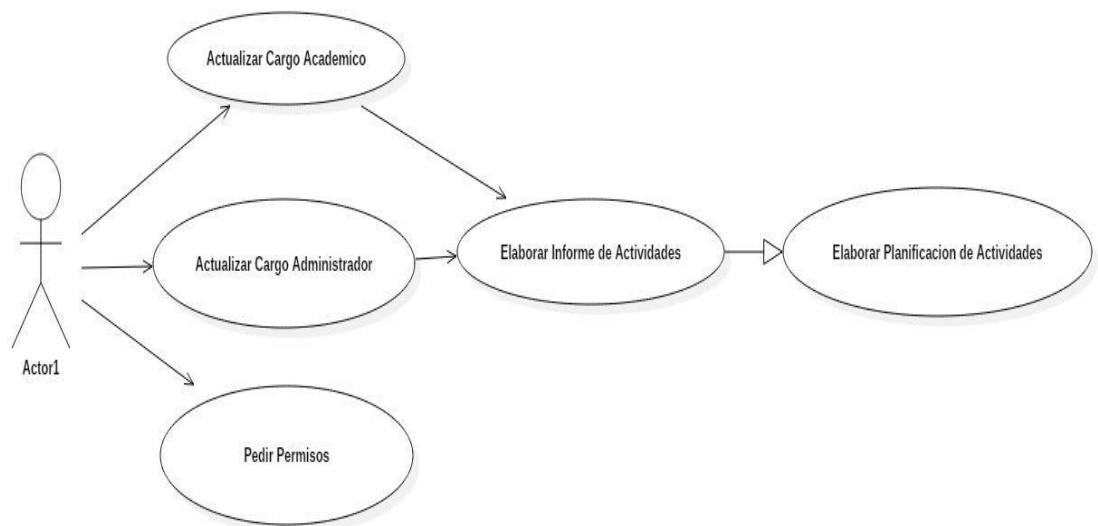 Actualizar Cargo Academico
Actualizar Cargo Administrador
Elaborar Informe de Actividades
Elaborar Planificacion de Actividades
Actor1
Pedir Permisos